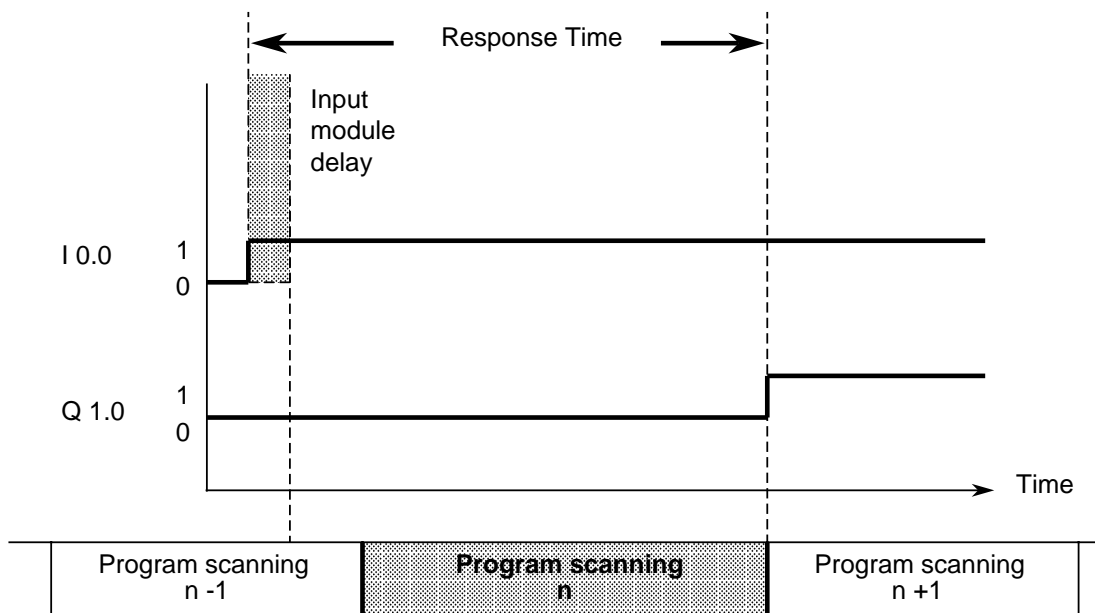 Response Time
Input
module
delay
I 0.0
1
0
Q 1.0
1
0
Time
Program scanning
n -1
Program scanning
n
Program scanning
n +1